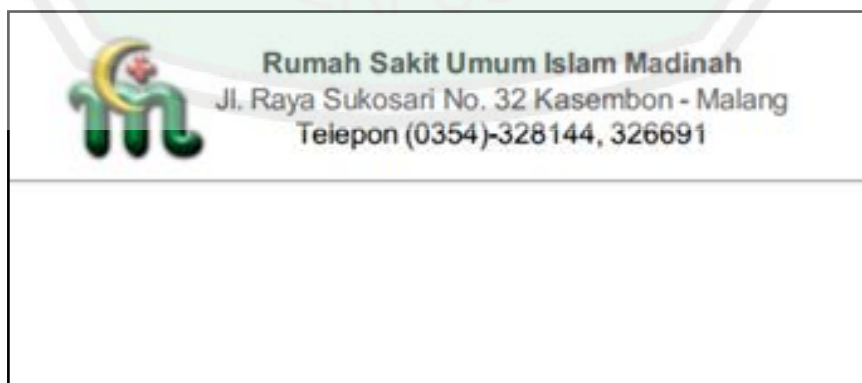 Rumah Sakit Umum Islam Madinah
Jl. Raya Sukosari No. 32 Kasembon - Malang
Telepon (0354)-328144, 326691